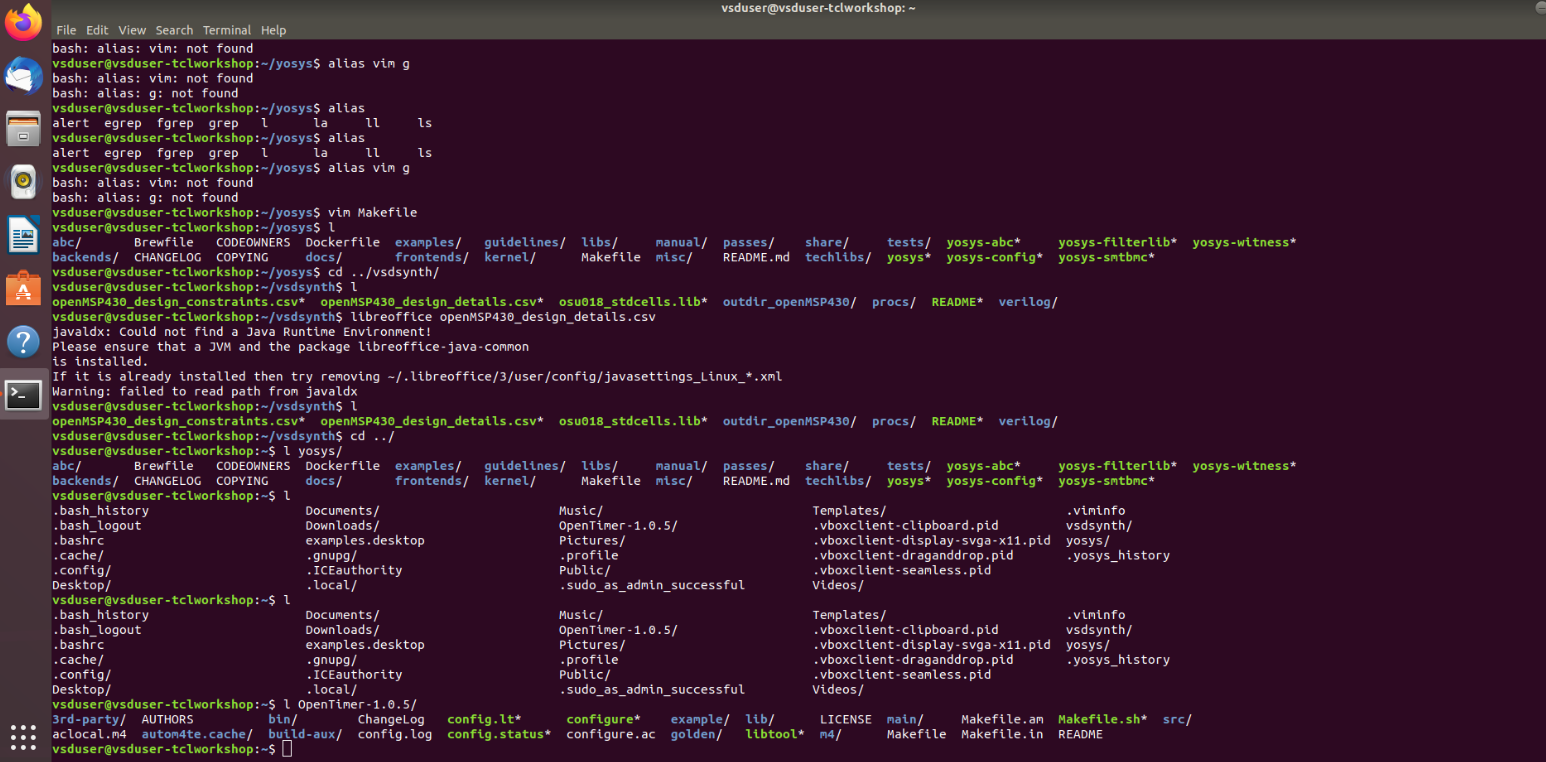 vsduser@vsduser-tclworkshop: ~
File Edit View Search Terminal Help
bash: alias: vim: not found
vsduser@vsduser-tclworkshop:~/yosys$ alias vim g
bash: alias: vim: not found
bash: alias: g: not found
vsduser@vsduser-tclworkshop:~/yosys$ alias
alert  egrep  fgrep  grep   l      la     ll     ls
vsduser@vsduser-tclworkshop:~/yosys$ alias
alert  egrep  fgrep  grep   l      la     ll     ls
vsduser@vsduser-tclworkshop:~/yosys$ alias vim g
bash: alias: vim: not found
bash: alias: g: not found
vsduser@vsduser-tclworkshop:~/yosys$ vim Makefile
vsduser@vsduser-tclworkshop:~/yosys$ l
abc/       Brewfile   CODEOWNERS  Dockerfile  examples/   guidelines/  libs/     manual/  passes/    share/     tests/  yosys-abc*     yosys-filterlib*  yosys-witness*
backends/  CHANGELOG  COPYING     docs/       frontends/  kernel/      Makefile  misc/    README.md  techlibs/  yosys*  yosys-config*  yosys-smtbmc*
vsduser@vsduser-tclworkshop:~/yosys$ cd ../vsdsynth/
vsduser@vsduser-tclworkshop:~/vsdsynth$ l
openMSP430_design_constraints.csv*  openMSP430_design_details.csv*  osu018_stdcells.lib*  outdir_openMSP430/  procs/  README*  verilog/
vsduser@vsduser-tclworkshop:~/vsdsynth$ libreoffice openMSP430_design_details.csv
javaldx: Could not find a Java Runtime Environment!
Please ensure that a JVM and the package libreoffice-java-common
is installed.
If it is already installed then try removing ~/.libreoffice/3/user/config/javasettings_Linux_*.xml
Warning: failed to read path from javaldx
vsduser@vsduser-tclworkshop:~/vsdsynth$ l
openMSP430_design_constraints.csv*  openMSP430_design_details.csv*  osu018_stdcells.lib*  outdir_openMSP430/  procs/  README*  verilog/
vsduser@vsduser-tclworkshop:~/vsdsynth$ cd ../
vsduser@vsduser-tclworkshop:~$ l yosys/
abc/       Brewfile   CODEOWNERS  Dockerfile  examples/   guidelines/  libs/     manual/  passes/    share/     tests/  yosys-abc*     yosys-filterlib*  yosys-witness*
backends/  CHANGELOG  COPYING     docs/       frontends/  kernel/      Makefile  misc/    README.md  techlibs/  yosys*  yosys-config*  yosys-smtbmc*
vsduser@vsduser-tclworkshop:~$ l
.bash_history  Documents/  Music/  Templates/  .viminfo
.bash_logout  Downloads/  OpenTimer-1.0.5/  .vboxclient-clipboard.pid  vsdsynth/
.bashrc  examples.desktop  Pictures/  .vboxclient-display-svga-x11.pid  yosys/
.cache/  .gnupg/  .profile  .vboxclient-draganddrop.pid  .yosys_history
.config/  .ICEauthority  Public/  .vboxclient-seamless.pid
Desktop/  .local/  .sudo_as_admin_successful  Videos/
vsduser@vsduser-tclworkshop:~$ l
.bash_history  Documents/  Music/  Templates/  .viminfo
.bash_logout  Downloads/  OpenTimer-1.0.5/  .vboxclient-clipboard.pid  vsdsynth/
.bashrc  examples.desktop  Pictures/  .vboxclient-display-svga-x11.pid  yosys/
.cache/  .gnupg/  .profile  .vboxclient-draganddrop.pid  .yosys_history
.config/  .ICEauthority  Public/  .vboxclient-seamless.pid
Desktop/  .local/  .sudo_as_admin_successful  Videos/
vsduser@vsduser-tclworkshop:~$ l OpenTimer-1.0.5/
3rd-party/  AUTHORS  bin/  ChangeLog  config.lt*  configure*  example/  lib/  LICENSE  main/  Makefile.am  Makefile.sh*  src/
aclocal.m4  autom4te.cache/  build-aux/  config.log  config.status*  configure.ac  golden/  libtool*  m4/  Makefile  Makefile.in  README
vsduser@vsduser-tclworkshop:~$